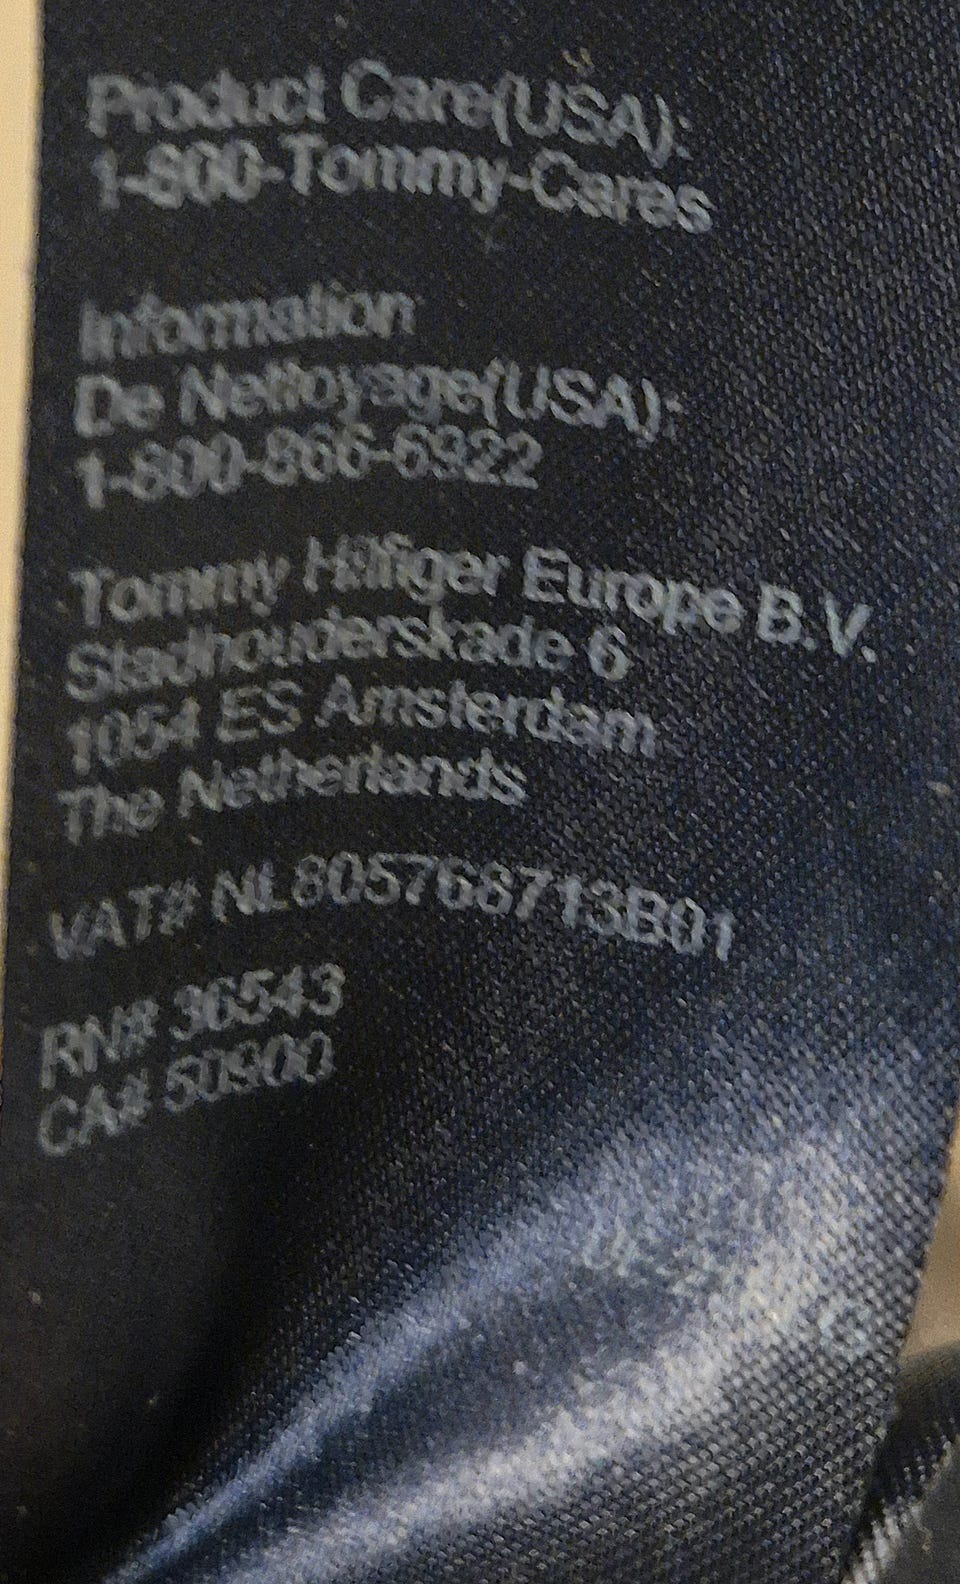 Product Care(USA):
1-800-Tommy-Cares
Information
De Nettoyage(USA):
1-800-866-6922
Tommy Hilfiger Europe B.V.
Stadhouderskade 6
1054 ES Amsterdam
The Netherlands
VAT# NL805768713B01
RN# 36543
CA# 50900